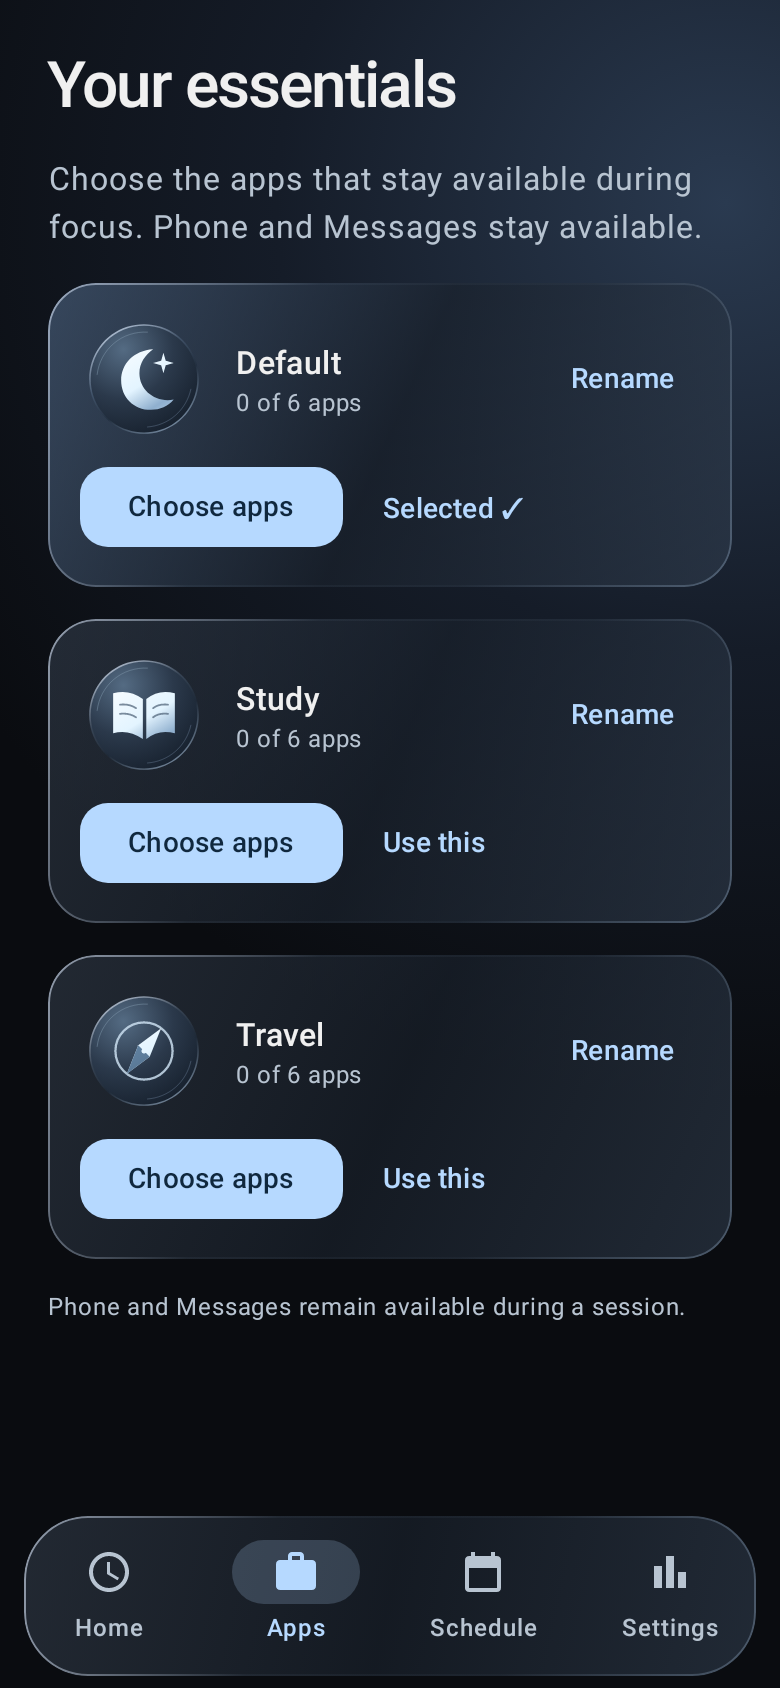 Your essentials
Choose the apps that stay available during
focus. Phone and Messages stay available.
Default
0 of 6 apps
Rename
Choose apps
Selected ✓
Study
0 of 6 apps
Rename
Choose apps
Use this
Travel
0 of 6 apps
Rename
Choose apps
Use this
Phone and Messages remain available during a session.
Home
Apps
Schedule
Settings